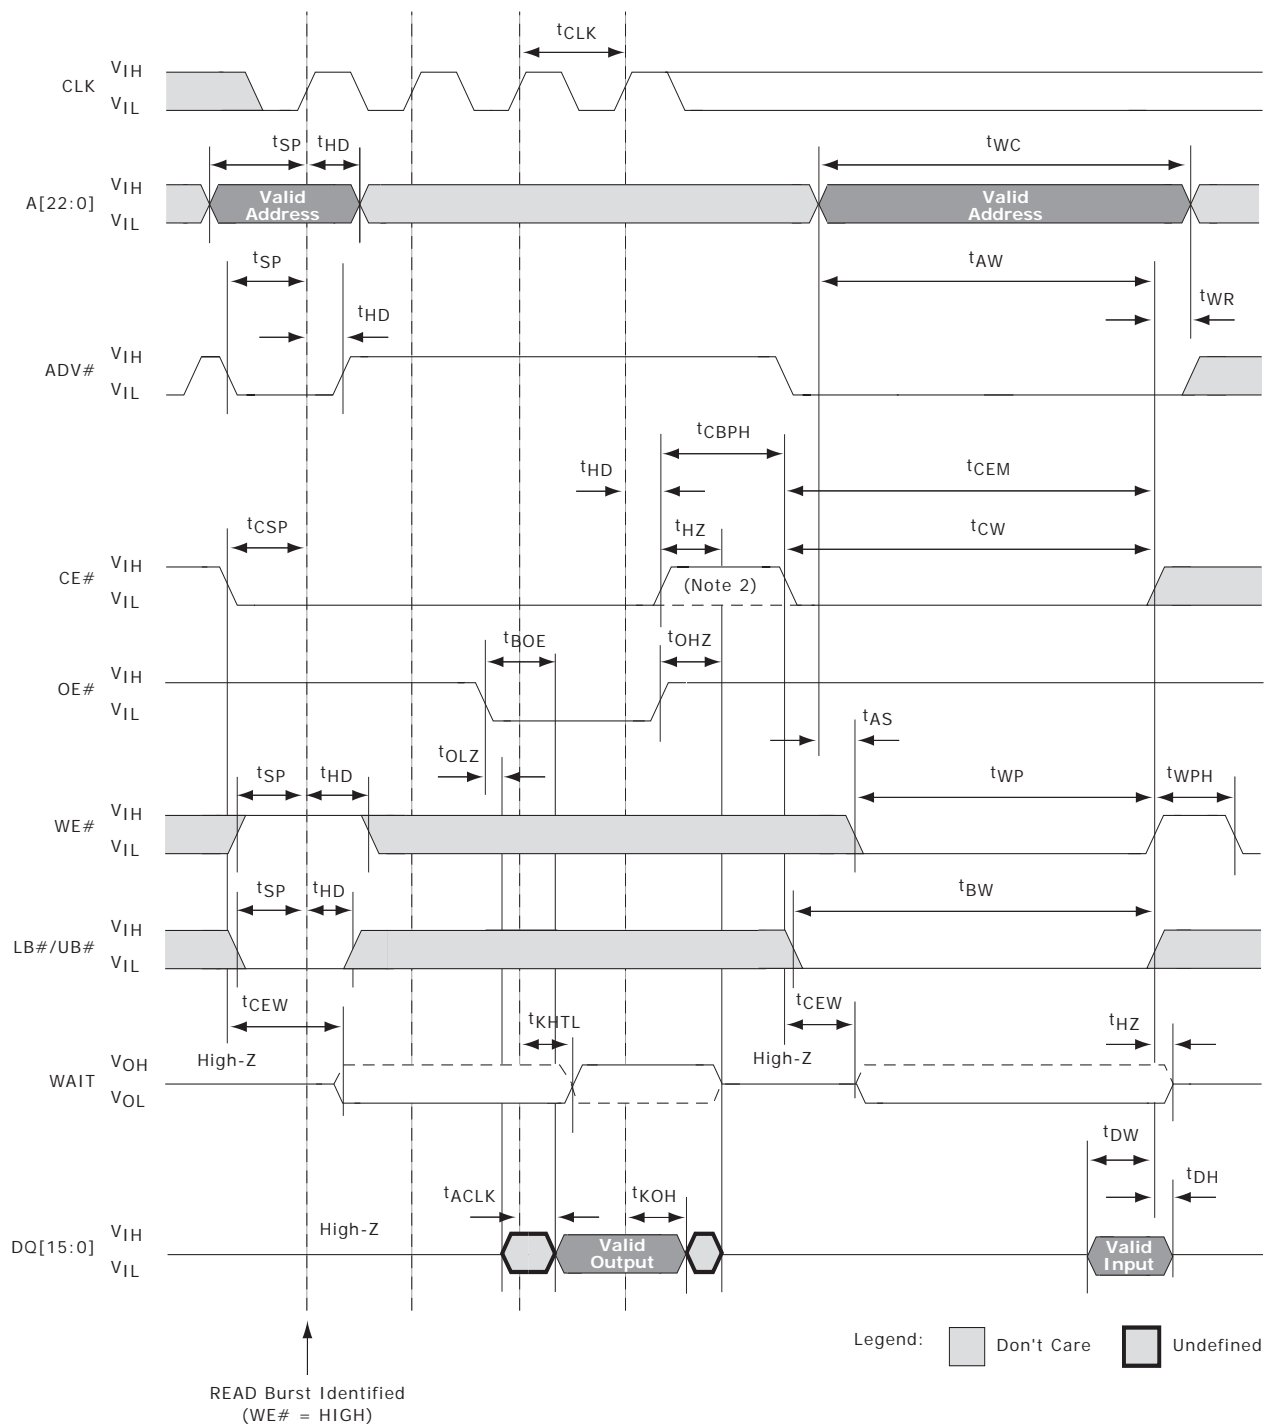 tCLK
CLK
VIH
VIL
tSP
tHD
tWC
A[22:0]
VIH
VIL
Valid
Address
Valid
Address
tSP
tAW
tHD
tWR
ADV#
VIH
VIL
tCBPH
tHD
tCEM
tCSP
tHZ
tCW
CE#
VIH
VIL
(Note 2)
tBOE
tOHZ
OE#
VIH
VIL
tAS
tOLZ
tSP
tHD
tWP
tWPH
WE#
VIH
VIL
tSP
tHD
tBW
LB#/UB#
VIH
VIL
tCEW
tKHTL
tCEW
tHZ
WAIT
VOH
VOL
High-Z
High-Z
tDW
tDH
tACLK
tKOH
DQ[15:0]
VIH
VIL
High-Z
Valid
Output
Valid
Input
Legend:
Don't Care
Undefined
READ Burst Identified
(WE# = HIGH)